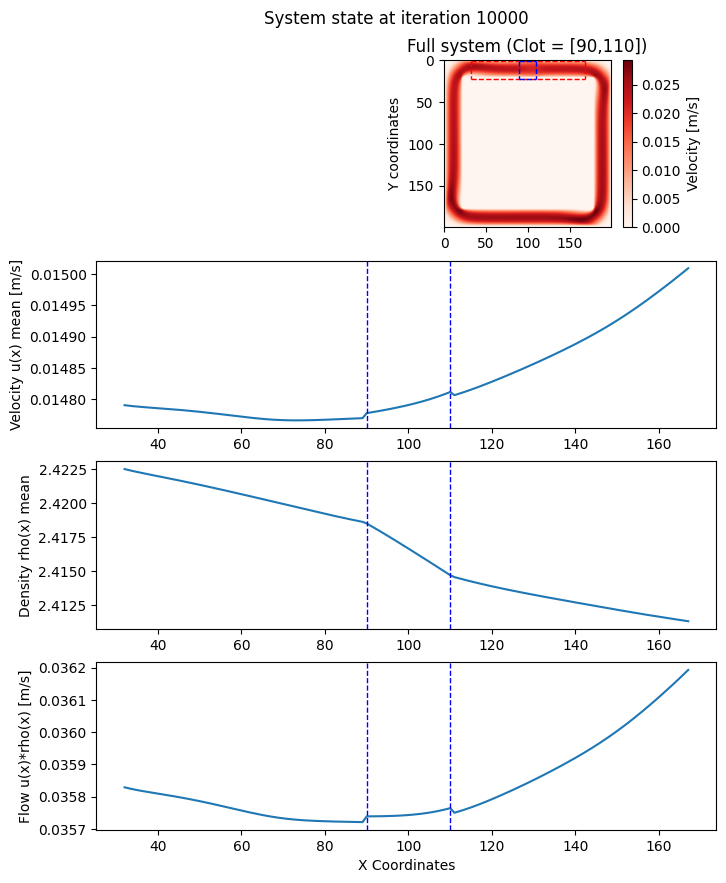 System state at iteration 10000
Full system (Clot = [90,110])
0
50
100
150
Y coordinates
0 50 100 150
0.025
0.020
0.015
0.010
0.005
0.000
Velocity [m/s]
Velocity u(x) mean [m/s]
0.01500
0.01495
0.01490
0.01485
0.01480
40 60 80 100 120 140 160
Density rho(x) mean
2.4225
2.4200
2.4175
2.4150
2.4125
40 60 80 100 120 140 160
Flow u(x)*rho(x) [m/s]
0.0362
0.0361
0.0360
0.0359
0.0358
0.0357
40 60 80 100 120 140 160
X Coordinates